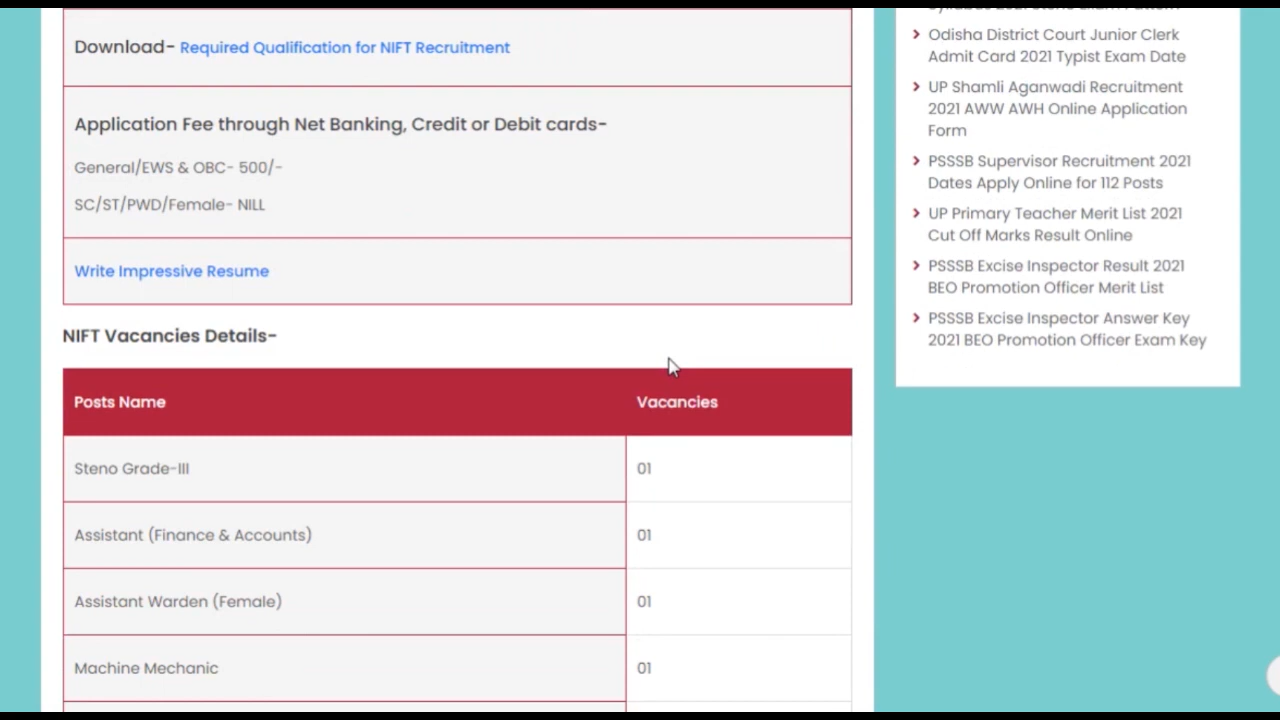 Download- Required Qualification for NIFT Recruitment
Application Fee through Net Banking, Credit or Debit cards-
General/EWS & OBC- 500/-
SC/ST/PWD/Female- NILL
Write Impressive Resume
NIFT Vacancies Details-
Posts Name Vacancies
Steno Grade-III 01
Assistant (Finance & Accounts) 01
Assistant Warden (Female) 01
Machine Mechanic 01
Odisha District Court Junior Clerk
Admit Card 2021 Typist Exam Date
UP Shamli Aganwadi Recruitment
2021 AWW AWH Online Application
Form
PSSSB Supervisor Recruitment 2021
Dates Apply Online for 112 Posts
UP Primary Teacher Merit List 2021
Cut Off Marks Result Online
PSSSB Excise Inspector Result 2021
BEO Promotion Officer Merit List
PSSSB Excise Inspector Answer Key
2021 BEO Promotion Officer Exam Key